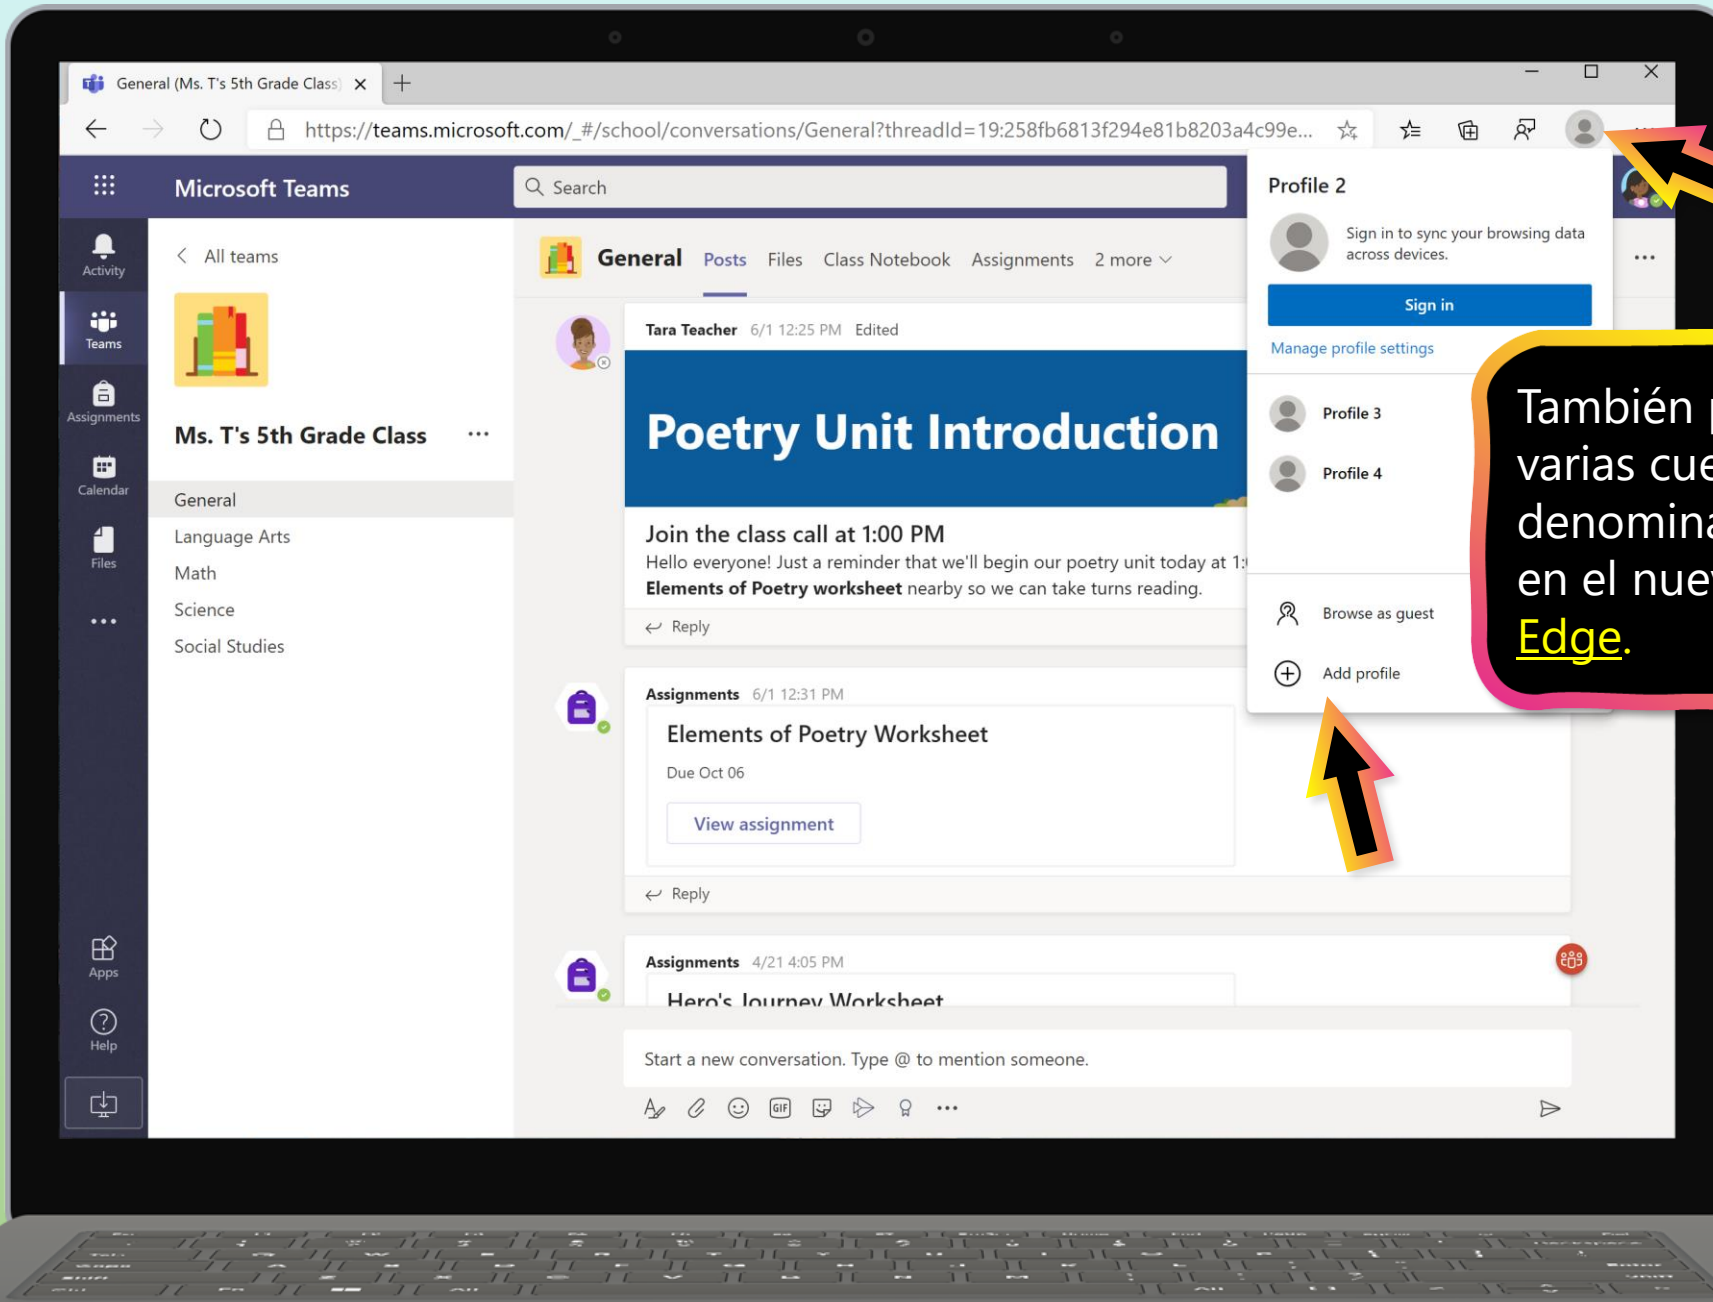 General (Ms. T's 5th Grade Class)
https://teams.microsoft.com/_#/school/conversations/General?threadId=19:258fb6813f294e81b8203a4c99e...
Microsoft Teams
Search
Profile 2
Sign in to sync your browsing data
across devices.
Sign in
Manage profile settings
Profile 3
Profile 4
Browse as guest
Add profile
También
varias
en el
Edge.
Activity
Teams
Assignments
Calendar
Files
Apps
Help
All teams
Ms. T's 5th Grade Class
General
Language Arts
Math
Science
Social Studies
General Posts Files Class Notebook Assignments 2 more
Tara Teacher 6/1 12:25 PM Edited
Poetry Unit Introduction
Join the class call at 1:00 PM
Hello everyone! Just a reminder that we'll begin our poetry unit today at
Elements of Poetry worksheet nearby so we can take turns reading.
Reply
Assignments 6/1 12:31 PM
Elements of Poetry Worksheet
Due Oct 06
View assignment
Reply
Assignments 4/21 4:05 PM
Hero's Journey Worksheet
Start a new conversation. Type @ to mention someone.
GIF